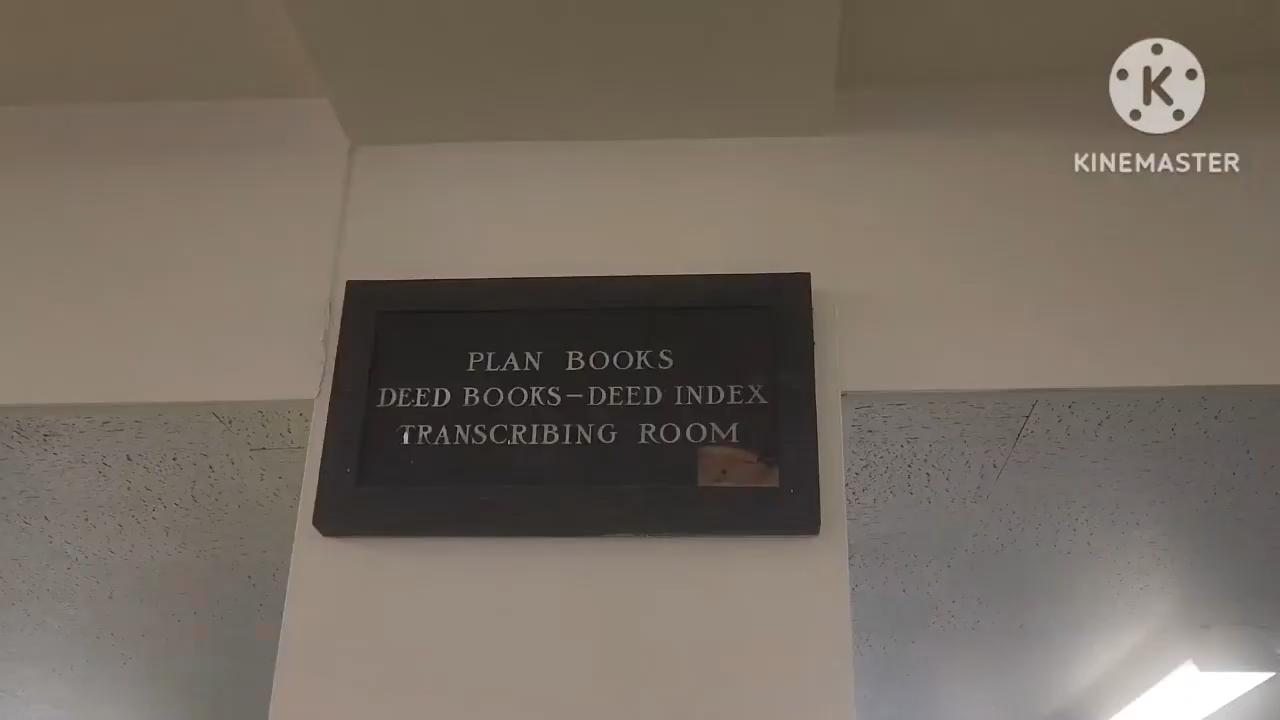 K
KINEMASTER
PLAN BOOKS
DEED BOOKS–DEED INDEX
TRANSCRIBING ROOM